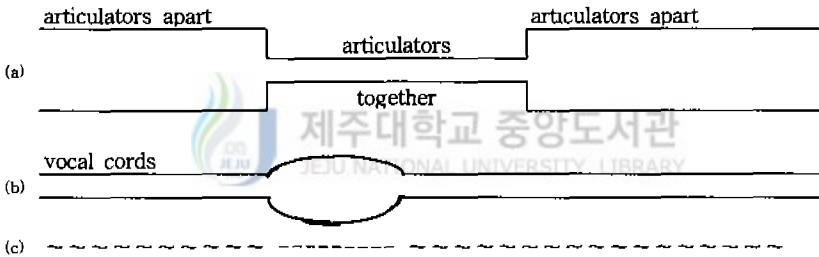 articulators apart articulators apart
articulators
(a)
together
제주대학교 중앙도서관
JEJU NATIONAL UNIVERSITY LIBRARY
JEJU
vocal cords
(b)
(c)